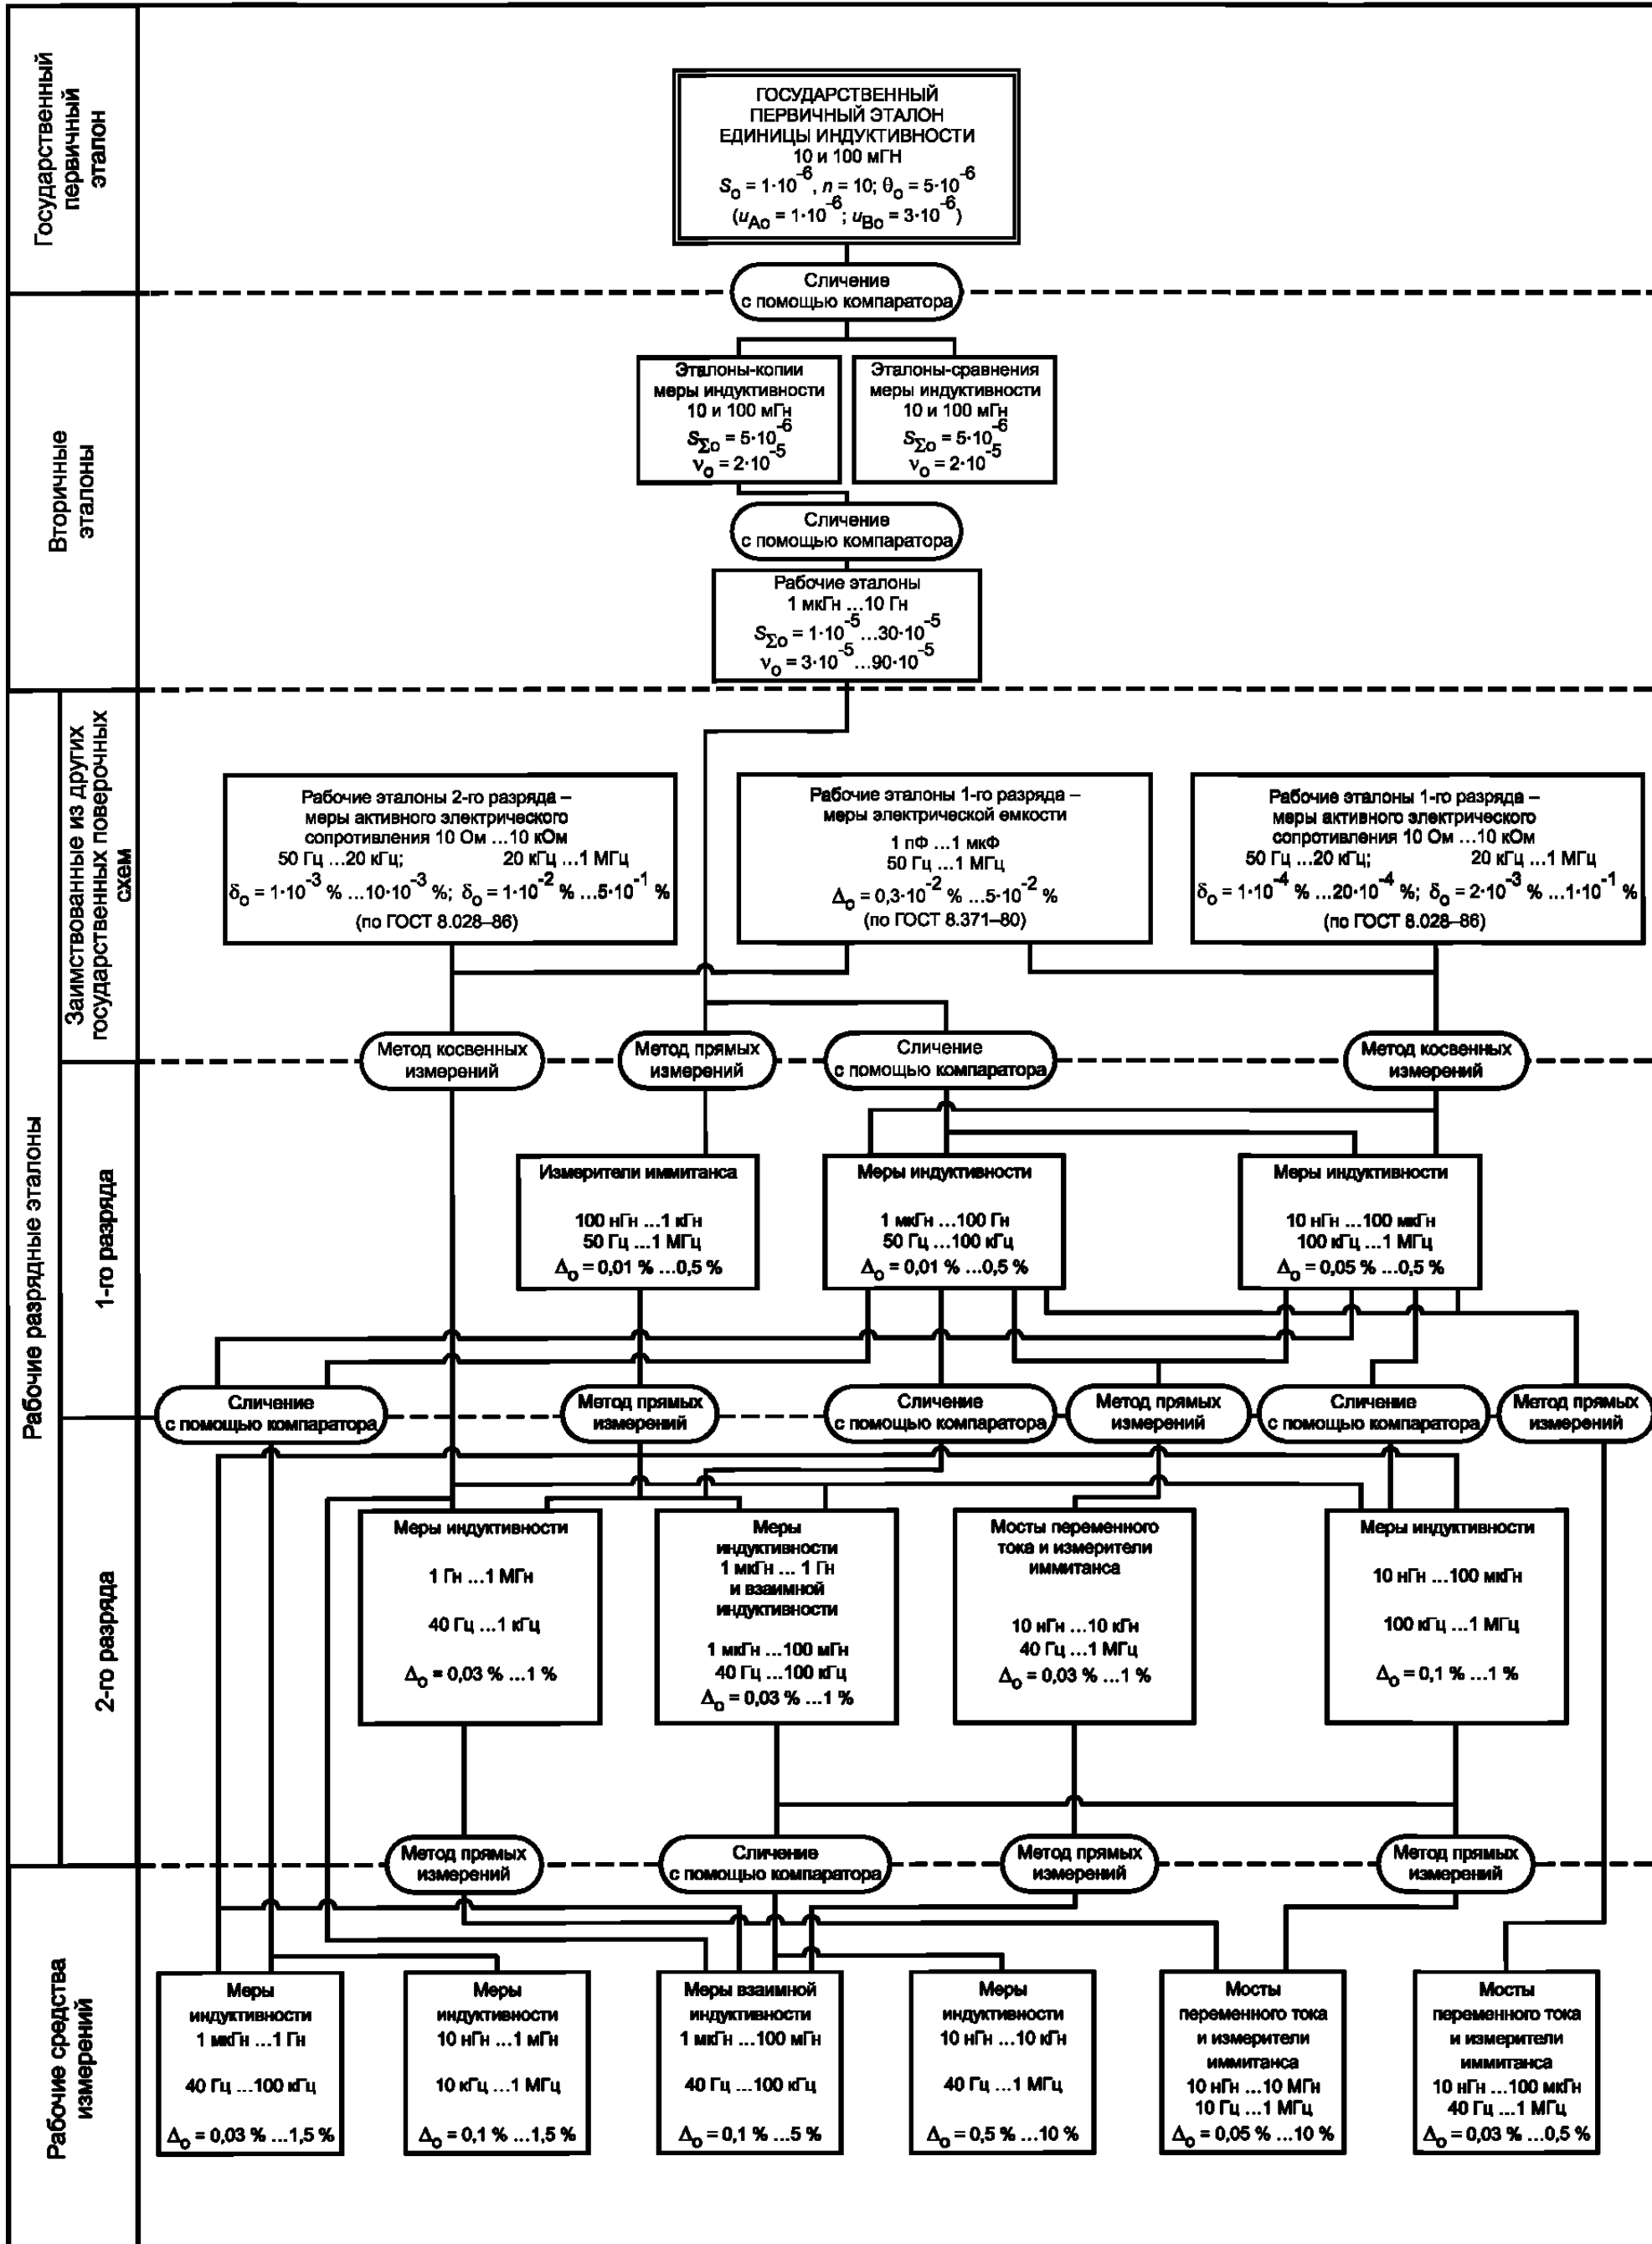 Государственный
первичный
эталон
ГОСУДАРСТВЕННЫЙ
ПЕРВИЧНЫЙ ЭТАЛОН
ЕДИНИЦЫ ИНДУКТИВНОСТИ
10 и 100 мГН
S₀ = 1·10⁻⁶, n = 10; θ₀ = 5·10⁻⁶
(u_A₀ = 1·10⁻⁶; u_B₀ = 3·10⁻⁶)
Сличение
с помощью компаратора
Вторичные
эталоны
Эталоны-копии
меры индуктивности
10 и 100 мГн
S_Σ₀ = 5·10⁻⁶
ν₀ = 2·10⁻⁵
Эталоны-сравнения
меры индуктивности
10 и 100 мГн
S_Σ₀ = 5·10⁻⁶
ν₀ = 2·10⁻⁵
Сличение
с помощью компаратора
Рабочие эталоны
1 мкГн ...10 Гн
S_Σ₀ = 1·10⁻⁵ ...30·10⁻⁵
ν₀ = 3·10⁻⁵ ...90·10⁻⁵
Рабочие разрядные эталоны
Заимствованные из других
государственных поверочных
схем
Рабочие эталоны 2-го разряда –
меры активного электрического
сопротивления 10 Ом ...10 кОм
50 Гц ...20 кГц; 20 кГц ...1 МГц
δ₀ = 1·10⁻³ % ...10·10⁻³ %; δ₀ = 1·10⁻² % ...5·10⁻¹ %
(по ГОСТ 8.028–86)
Рабочие эталоны 1-го разряда –
меры электрической емкости
1 пФ ...1 мкФ
50 Гц ...1 МГц
Δ₀ = 0,3·10⁻² % ...5·10⁻² %
(по ГОСТ 8.371–80)
Рабочие эталоны 1-го разряда –
меры активного электрического
сопротивления 10 Ом ...10 кОм
50 Гц ...20 кГц; 20 кГц ...1 МГц
δ₀ = 1·10⁻⁴ % ...20·10⁻⁴ %; δ₀ = 2·10⁻³ % ...1·10⁻¹ %
(по ГОСТ 8.028–86)
Метод косвенных
измерений
Метод прямых
измерений
Сличение
с помощью компаратора
Метод косвенных
измерений
1-го разряда
Измерители иммитанса
100 нГн ...1 кГн
50 Гц ...1 МГц
Δ₀ = 0,01 % ...0,5 %
Меры индуктивности
1 мкГн ...100 Гн
50 Гц ...100 кГц
Δ₀ = 0,01 % ...0,5 %
Меры индуктивности
10 нГн ...100 мкГн
100 кГц ...1 МГц
Δ₀ = 0,05 % ...0,5 %
Сличение
с помощью компаратора
Метод прямых
измерений
Сличение
с помощью компаратора
Метод прямых
измерений
Сличение
с помощью компаратора
Метод прямых
измерений
2-го разряда
Меры индуктивности
1 Гн ...1 МГн
40 Гц ...1 кГц
Δ₀ = 0,03 % ...1 %
Меры
индуктивности
1 мкГн ... 1 Гн
и взаимной
индуктивности
1 мкГн ...100 мГн
40 Гц ...100 кГц
Δ₀ = 0,03 % ...1 %
Мосты переменного
тока и измерители
иммитанса
10 нГн ...10 кГн
40 Гц ...1 МГц
Δ₀ = 0,03 % ...1 %
Меры индуктивности
10 нГн ...100 мкГн
100 кГц ...1 МГц
Δ₀ = 0,1 % ...1 %
Метод прямых
измерений
Сличение
с помощью компаратора
Метод прямых
измерений
Метод прямых
измерений
Рабочие средства
измерений
Меры
индуктивности
1 мкГн ...1 Гн
40 Гц ...100 кГц
Δ₀ = 0,03 % ...1,5 %
Меры
индуктивности
10 нГн ...1 мГн
10 кГц ...1 МГц
Δ₀ = 0,1 % ...1,5 %
Меры взаимной
индуктивности
1 мкГн ...100 мГн
40 Гц ...100 кГц
Δ₀ = 0,1 % ...5 %
Меры
индуктивности
10 нГн ...10 кГн
40 Гц ...1 МГц
Δ₀ = 0,5 % ...10 %
Мосты
переменного тока
и измерители
иммитанса
10 нГн ...10 МГн
10 Гц ...1 МГц
Δ₀ = 0,05 % ...10 %
Мосты
переменного тока
и измерители
иммитанса
10 нГн ...100 мкГн
40 Гц ...1 МГц
Δ₀ = 0,03 % ...0,5 %